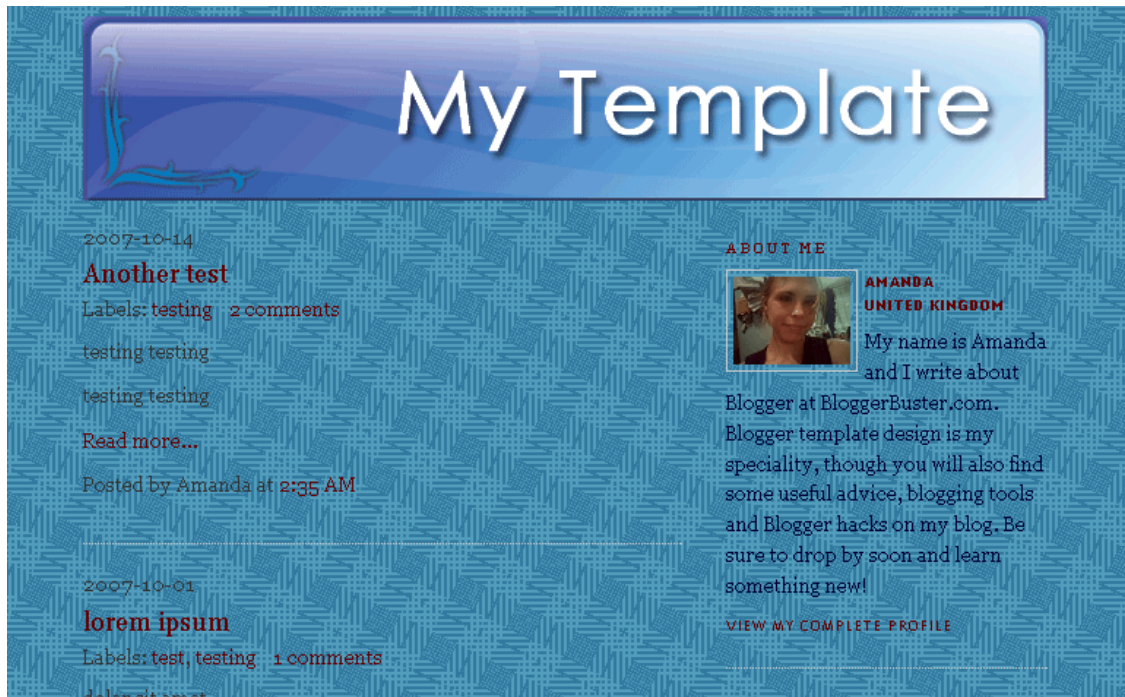 My Template
2007-10-14
Another test
Labels: testing 2 comments
testing testing
testing testing
Read more...
Posted by Amanda at 2:35 AM
2007-10-01
lorem ipsum
Labels: test, testing 1 comments
ABOUT ME
AMANDA
UNITED KINGDOM
My name is Amanda
and I write about
Blogger at BloggerBuster.com.
Blogger template design is my
speciality, though you will also find
some useful advice, blogging tools
and Blogger hacks on my blog. Be
sure to drop by soon and learn
something new!
VIEW MY COMPLETE PROFILE